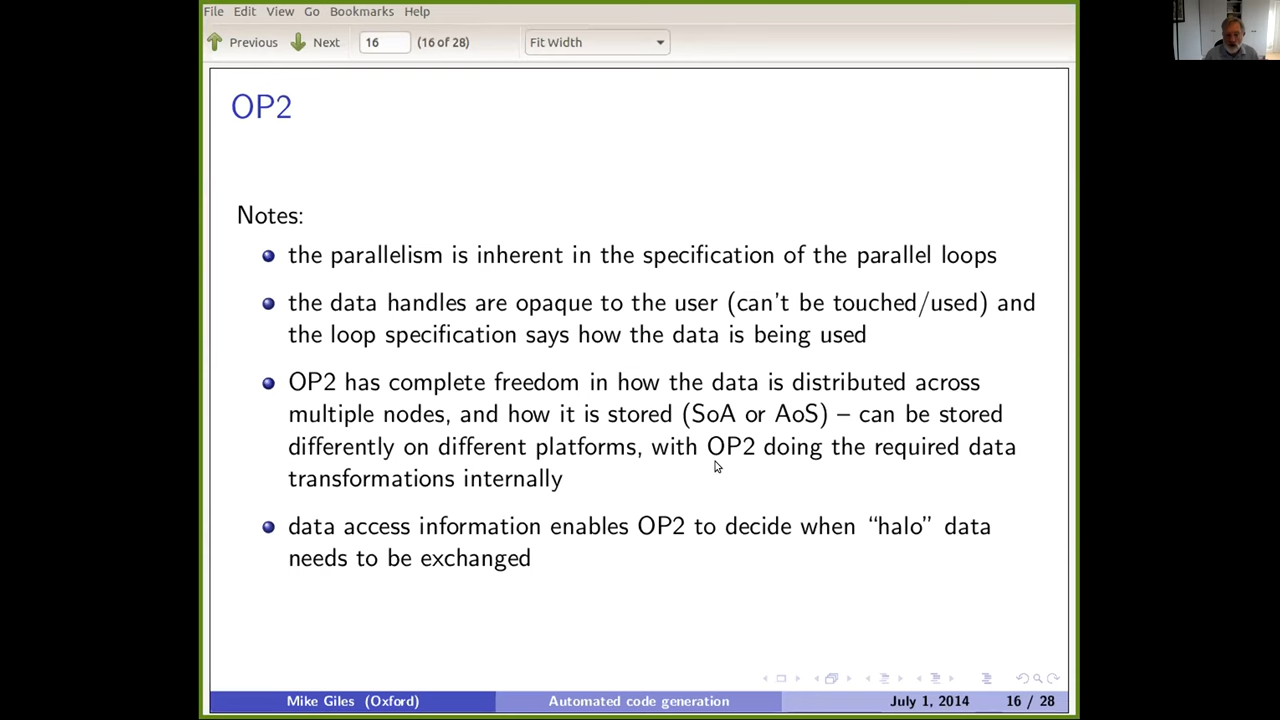 File Edit View Go Bookmarks Help
Previous Next 16 (16 of 28) Fit Width
OP2
Notes:
the parallelism is inherent in the specification of the parallel loops
the data handles are opaque to the user (can't be touched/used) and
the loop specification says how the data is being used
OP2 has complete freedom in how the data is distributed across
multiple nodes, and how it is stored (SoA or AoS) – can be stored
differently on different platforms, with OP2 doing the required data
transformations internally
data access information enables OP2 to decide when “halo” data
needs to be exchanged
Mike Giles (Oxford) Automated code generation July 1, 2014 16 / 28